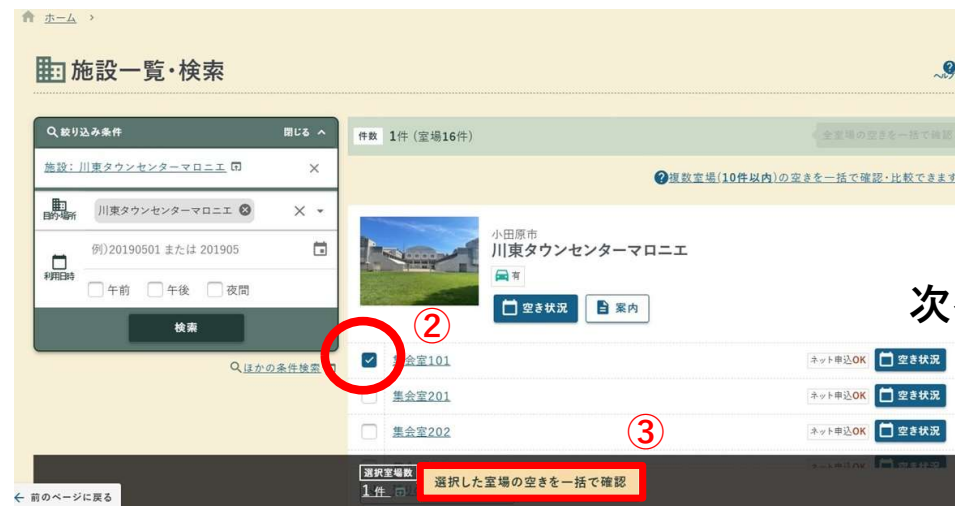 ホーム >
施設一覧・検索
ヘルプ
絞り込み条件 閉じる
件数 1件 (室場16件)
全室場の空きを一括で確認
施設: 川東タウンセンターマロニエ
複数室場(10件以内)の空きを一括で確認・比較できます
目的・場所 川東タウンセンターマロニエ
例)20190501 または 201905
利用日時
午前 午後 夜間
検索
ほかの条件検索
小田原市
川東タウンセンターマロニエ
有
空き状況 案内
次
②
集会室101 ネット申込OK 空き状況
集会室201 ネット申込OK 空き状況
集会室202 ネット申込OK 空き状況
③
選択室場数
1件
選択した室場の空きを一括で確認
前のページに戻る